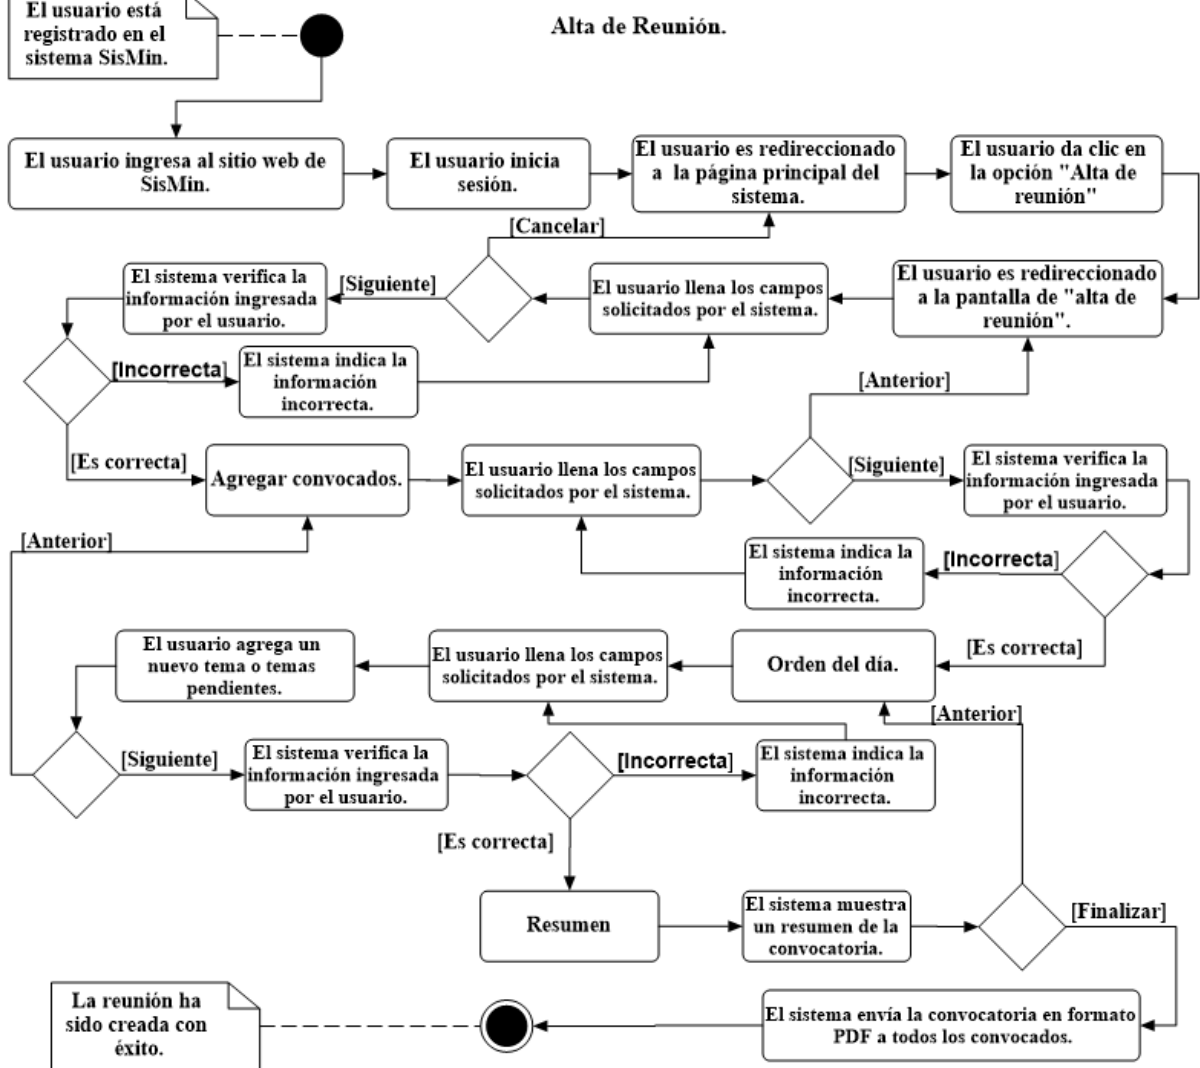 El usuario está
registrado en el
sistema SisMin.
Alta de Reunión.
El usuario ingresa al sitio web de
SisMin.
El usuario inicia
sesión.
El usuario es redireccionado
a la página principal del
sistema.
El usuario da clic en
la opción "Alta de
reunión"
[Cancelar]
El sistema verifica la
información ingresada
por el usuario.
[Siguiente]
El usuario llena los campos
solicitados por el sistema.
El usuario es redireccionado
a la pantalla de "alta de
reunión".
[Incorrecta]
El sistema indica la
información
incorrecta.
[Anterior]
[Es correcta]
Agregar convocados.
El usuario llena los campos
solicitados por el sistema.
[Siguiente]
El sistema verifica la
información ingresada
por el usuario.
[Anterior]
El sistema indica la
información
incorrecta.
[Incorrecta]
[Es correcta]
El usuario agrega un
nuevo tema o temas
pendientes.
El usuario llena los campos
solicitados por el sistema.
Orden del día.
[Anterior]
[Siguiente]
El sistema verifica la
información ingresada
por el usuario.
[Incorrecta]
El sistema indica la
información
incorrecta.
[Es correcta]
Resumen
El sistema muestra
un resumen de la
convocatoria.
[Finalizar]
La reunión ha
sido creada con
éxito.
El sistema envía la convocatoria en formato
PDF a todos los convocados.